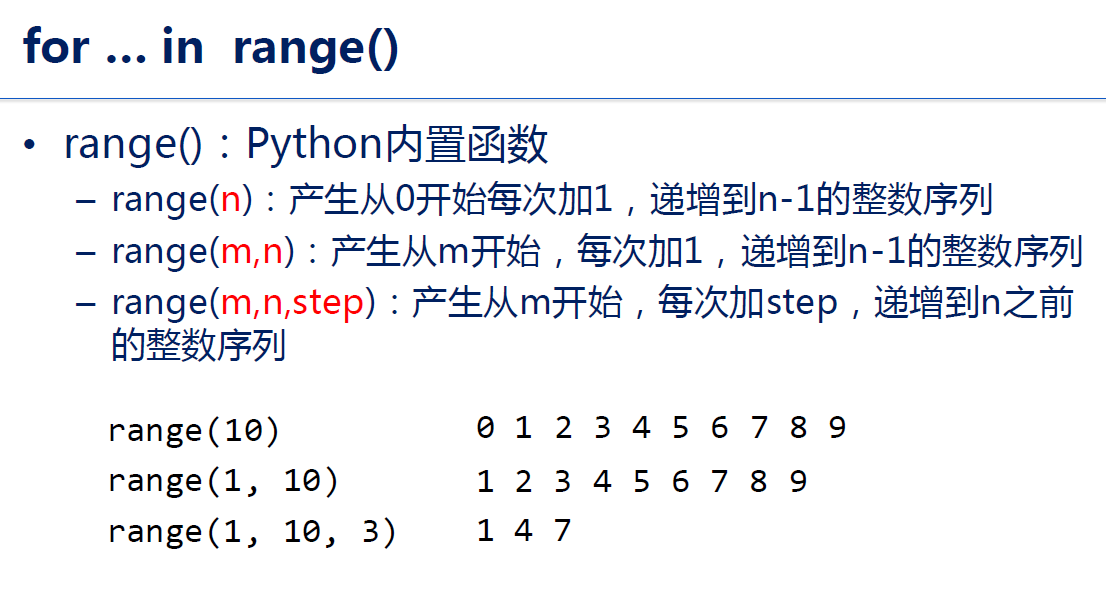 for … in range()
• range()：Python内置函数
– range(n)：产生从0开始每次加1，递增到n-1的整数序列
– range(m,n)：产生从m开始，每次加1，递增到n-1的整数序列
– range(m,n,step)：产生从m开始，每次加step，递增到n之前
的整数序列
range(10) 0 1 2 3 4 5 6 7 8 9
range(1, 10) 1 2 3 4 5 6 7 8 9
range(1, 10, 3) 1 4 7